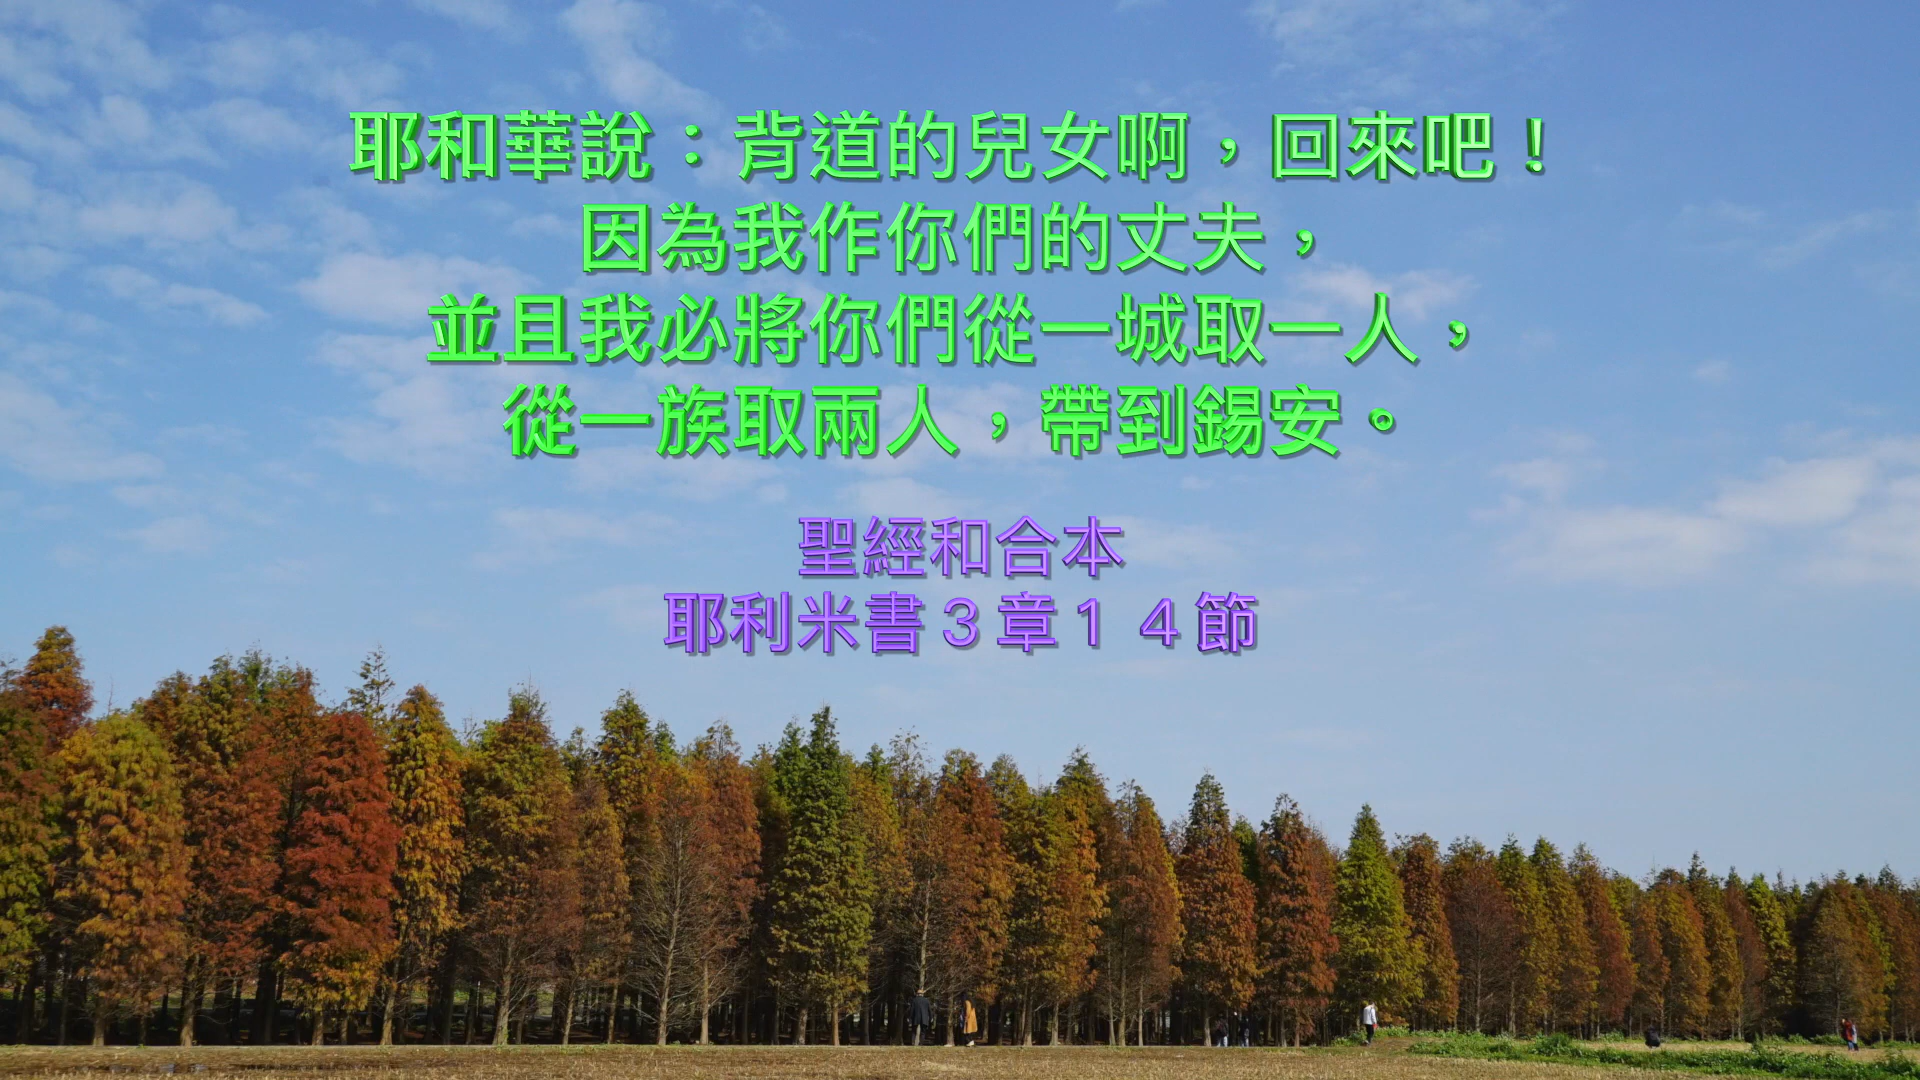 耶和華說：背道的兒女啊，回來吧！
因為我作你們的丈夫，
並且我必將你們從一城取一人，
從一族取兩人，帶到錫安。
聖經和合本
耶利米書３章１４節